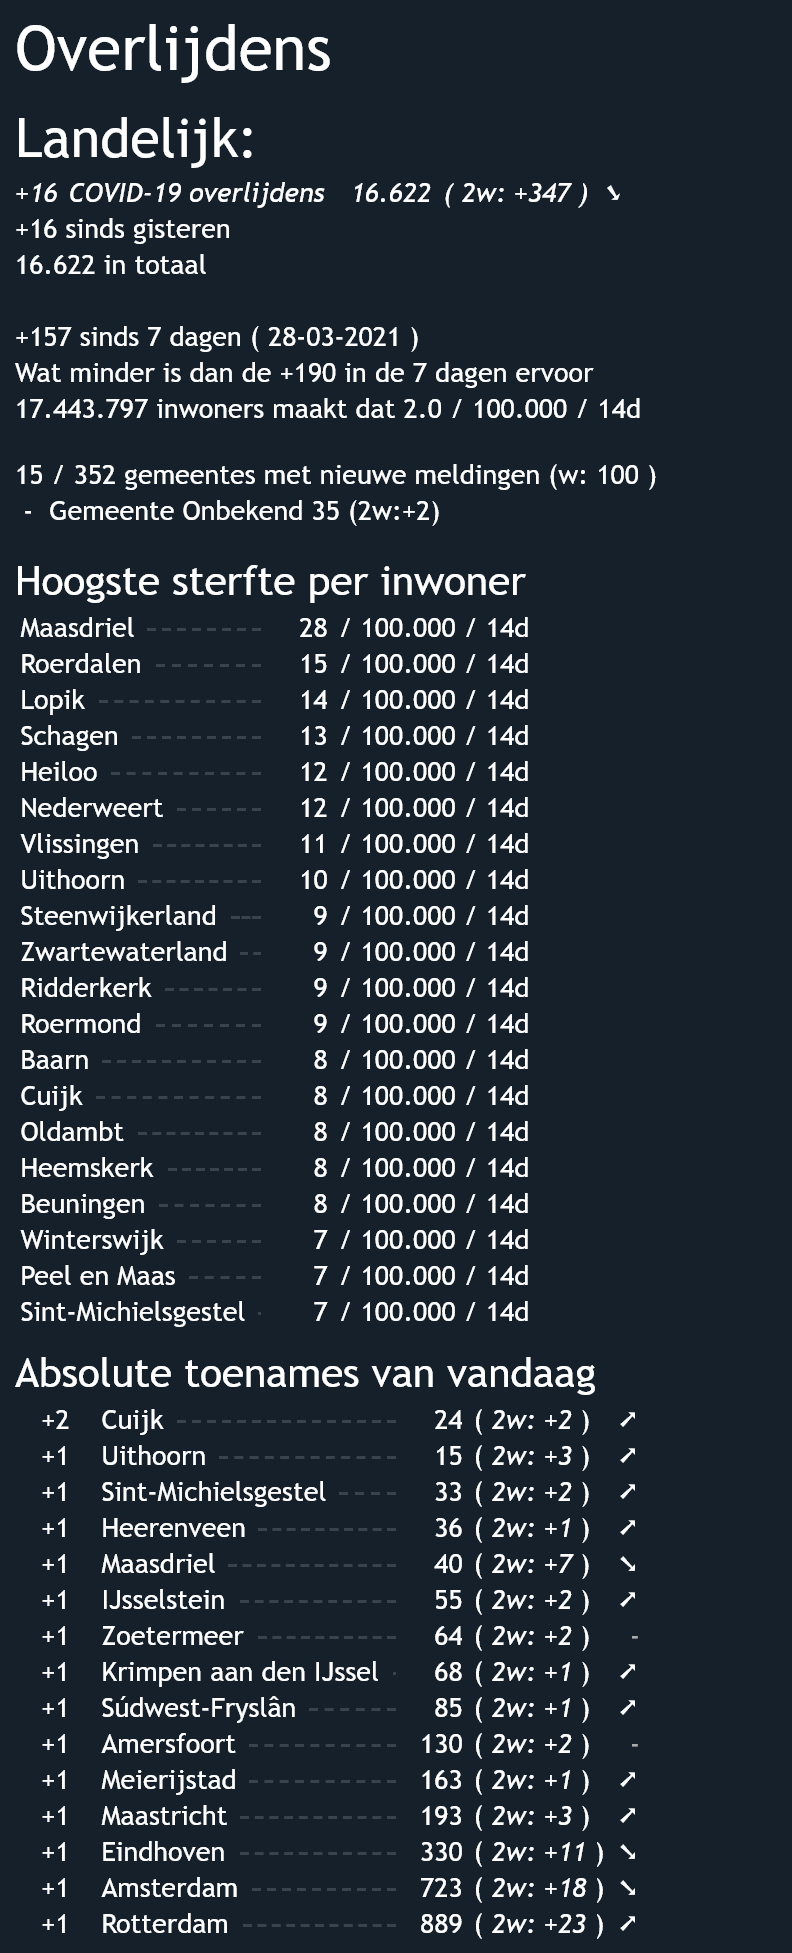 Overlijdens
Landelijk:
+16 COVID-19 overlijdens 16.622 ( 2w: +347 ) ➘
+16 sinds gisteren
16.622 in totaal
+157 sinds 7 dagen ( 28-03-2021 )
Wat minder is dan de +190 in de 7 dagen ervoor
17.443.797 inwoners maakt dat 2.0 / 100.000 / 14d
15 / 352 gemeentes met nieuwe meldingen (w: 100 )
- Gemeente Onbekend 35 (2w:+2)
Hoogste sterfte per inwoner
Maasdriel -------- 28 / 100.000 / 14d
Roerdalen ------- 15 / 100.000 / 14d
Lopik ----------- 14 / 100.000 / 14d
Schagen --------- 13 / 100.000 / 14d
Heiloo ---------- 12 / 100.000 / 14d
Nederweert ------ 12 / 100.000 / 14d
Vlissingen -------- 11 / 100.000 / 14d
Uithoorn --------- 10 / 100.000 / 14d
Steenwijkerland --- 9 / 100.000 / 14d
Zwartewaterland -- 9 / 100.000 / 14d
Ridderkerk ------- 9 / 100.000 / 14d
Roermond ------- 9 / 100.000 / 14d
Baarn ----------- 8 / 100.000 / 14d
Cuijk ------------ 8 / 100.000 / 14d
Oldambt --------- 8 / 100.000 / 14d
Heemskerk ------- 8 / 100.000 / 14d
Beuningen -------- 8 / 100.000 / 14d
Winterswijk ------ 7 / 100.000 / 14d
Peel en Maas ----- 7 / 100.000 / 14d
Sint-Michielsgestel - 7 / 100.000 / 14d
Absolute toenames van vandaag
+2 Cuijk --------------- 24 ( 2w: +2 ) ➚
+1 Uithoorn ------------ 15 ( 2w: +3 ) ➚
+1 Sint-Michielsgestel ---- 33 ( 2w: +2 ) ➚
+1 Heerenveen ---------- 36 ( 2w: +1 ) ➚
+1 Maasdriel ------------ 40 ( 2w: +7 ) ➘
+1 IJsselstein ----------- 55 ( 2w: +2 ) ➚
+1 Zoetermeer ---------- 64 ( 2w: +2 ) -
+1 Krimpen aan den IJssel - 68 ( 2w: +1 ) ➚
+1 Súdwest-Fryslân ------ 85 ( 2w: +1 ) ➚
+1 Amersfoort ---------- 130 ( 2w: +2 ) -
+1 Meierijstad ---------- 163 ( 2w: +1 ) ➚
+1 Maastricht ----------- 193 ( 2w: +3 ) ➚
+1 Eindhoven ----------- 330 ( 2w: +11 ) ➘
+1 Amsterdam ---------- 723 ( 2w: +18 ) ➘
+1 Rotterdam ----------- 889 ( 2w: +23 ) ➚